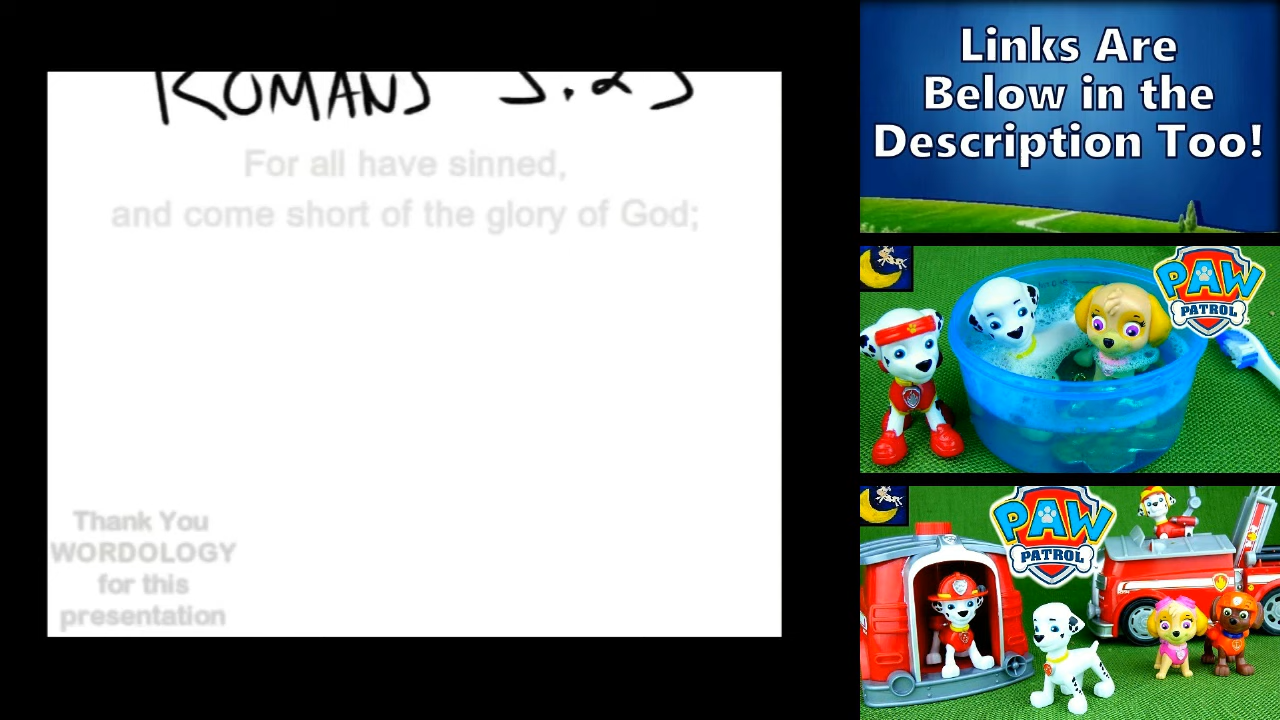 ROMANS 3:23
For all have sinned,
and come short of the glory of God;
Thank You
WORDOLOGY
for this
presentation
Links Are
Below in the
Description Too!
PAW
PATROL
PAW
PATROL